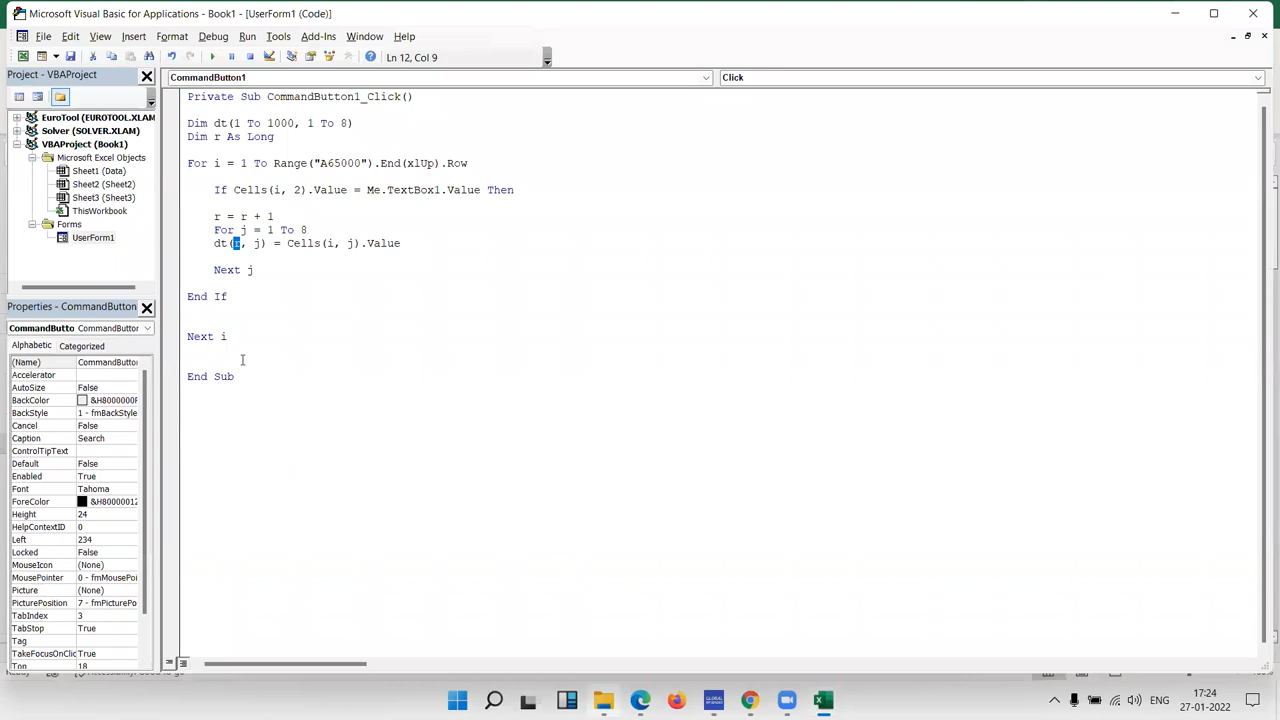 Microsoft Visual Basic for Applications - Book1 - [UserForm1 (Code)]
File Edit View Insert Format Debug Run Tools Add-Ins Window Help
Ln 12, Col 9
Project - VBAProject
CommandButton1
Click
EuroTool (EUROTOOL.XLAM)
Solver (SOLVER.XLAM)
VBAProject (Book1)
Microsoft Excel Objects
Sheet1 (Data)
Sheet2 (Sheet2)
Sheet3 (Sheet3)
ThisWorkbook
Forms
UserForm1
Private Sub CommandButton1_Click()
Dim dt(1 To 1000, 1 To 8)
Dim r As Long
For i = 1 To Range("A65000").End(xlUp).Row
If Cells(i, 2).Value = Me.TextBox1.Value Then
r = r + 1
For j = 1 To 8
dt(r, j) = Cells(i, j).Value
Next j
End If
Next i
End Sub
Properties - CommandButton
CommandButto CommandButton
Alphabetic Categorized
(Name) CommandButton
Accelerator
AutoSize False
BackColor &H8000000F
BackStyle 1 - fmBackStyle
Cancel False
Caption Search
ControlTipText
Default False
Enabled True
Font Tahoma
ForeColor &H80000012
Height 24
HelpContextID 0
Left 234
Locked False
MouseIcon (None)
MousePointer 0 - fmMousePoi
Picture (None)
PicturePosition 7 - fmPicturePo
TabIndex 3
TabStop True
Tag
TakeFocusOnClic True
Top 18
ENG
17:24
27-01-2022